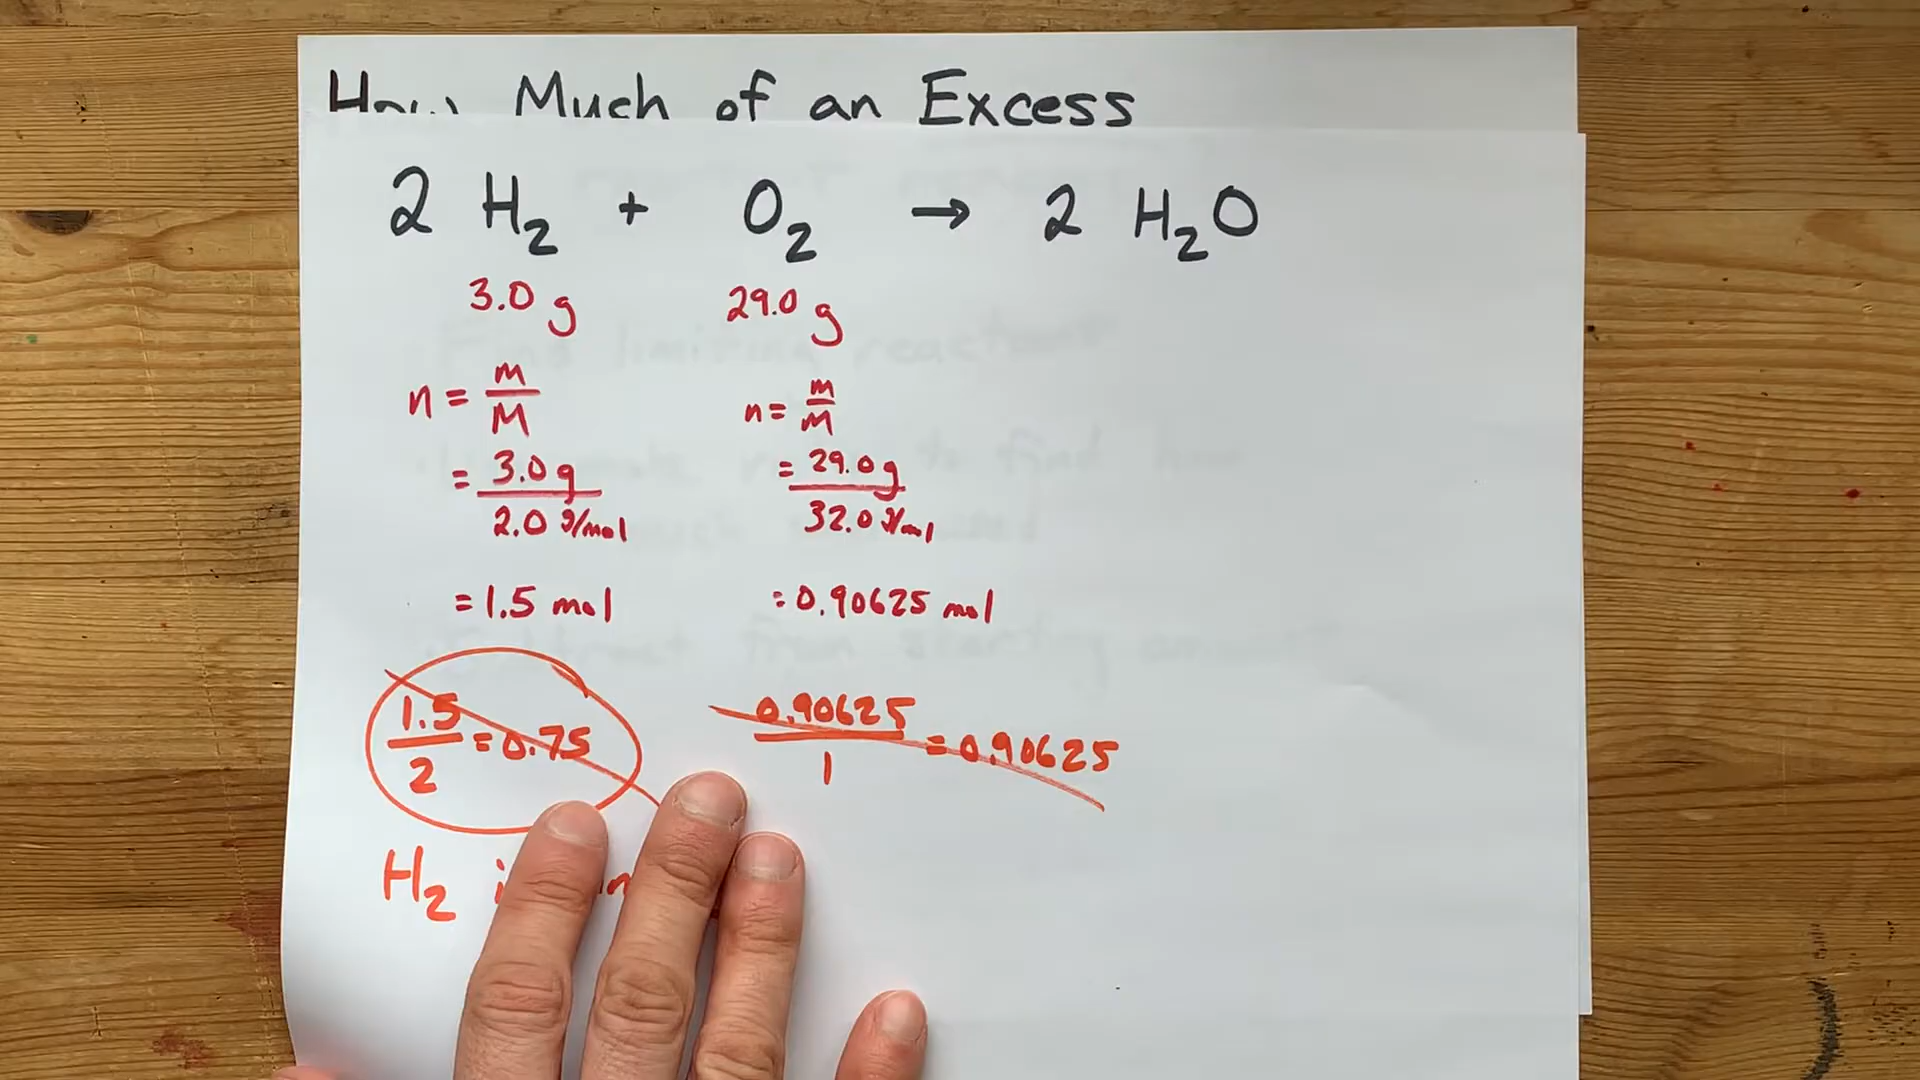 Much of an Excess
2 H₂ + O₂ → 2 H₂O
3.0 g 29.0 g
n = m/M n = m/M
= 3.0 g / 2.0 g/mol = 29.0 g / 32.0 g/mol
= 1.5 mol = 0.90625 mol
1.5/2 = 0.75 0.90625/1 = 0.90625
H₂